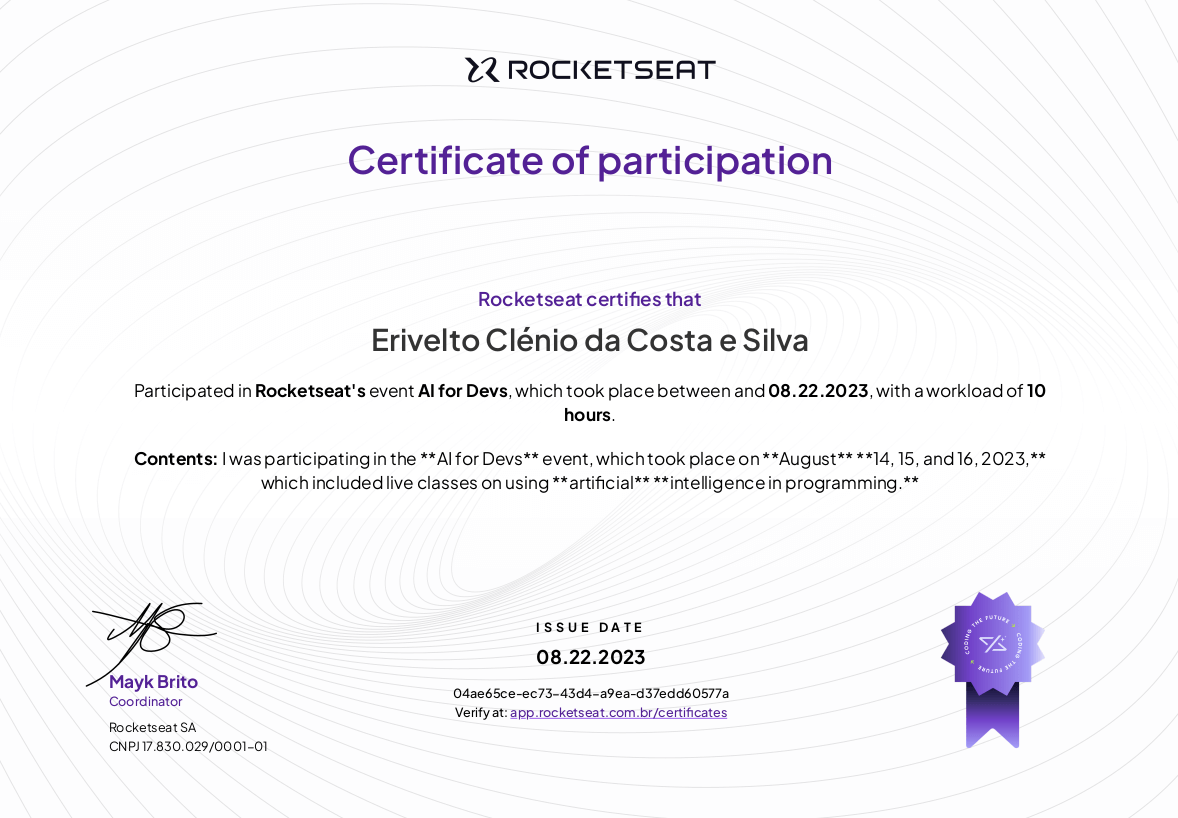 ROCKETSEAT
Certificate of participation
Rocketseat certifies that
Erivelto Clénio da Costa e Silva
Participated in Rocketseat's event AI for Devs, which took place between and 08.22.2023, with a workload of 10
hours.
Contents: I was participating in the **AI for Devs** event, which took place on **August** **14, 15, and 16, 2023,**
which included live classes on using **artificial** **intelligence in programming.**
Mayk Brito
Coordinator
Rocketseat SA
CNPJ 17.830.029/0001-01
ISSUE DATE
08.22.2023
04ae65ce-ec73-43d4-a9ea-d37edd60577a
Verify at: app.rocketseat.com.br/certificates
CODING THE FUTURE
CODING THE FUTURE